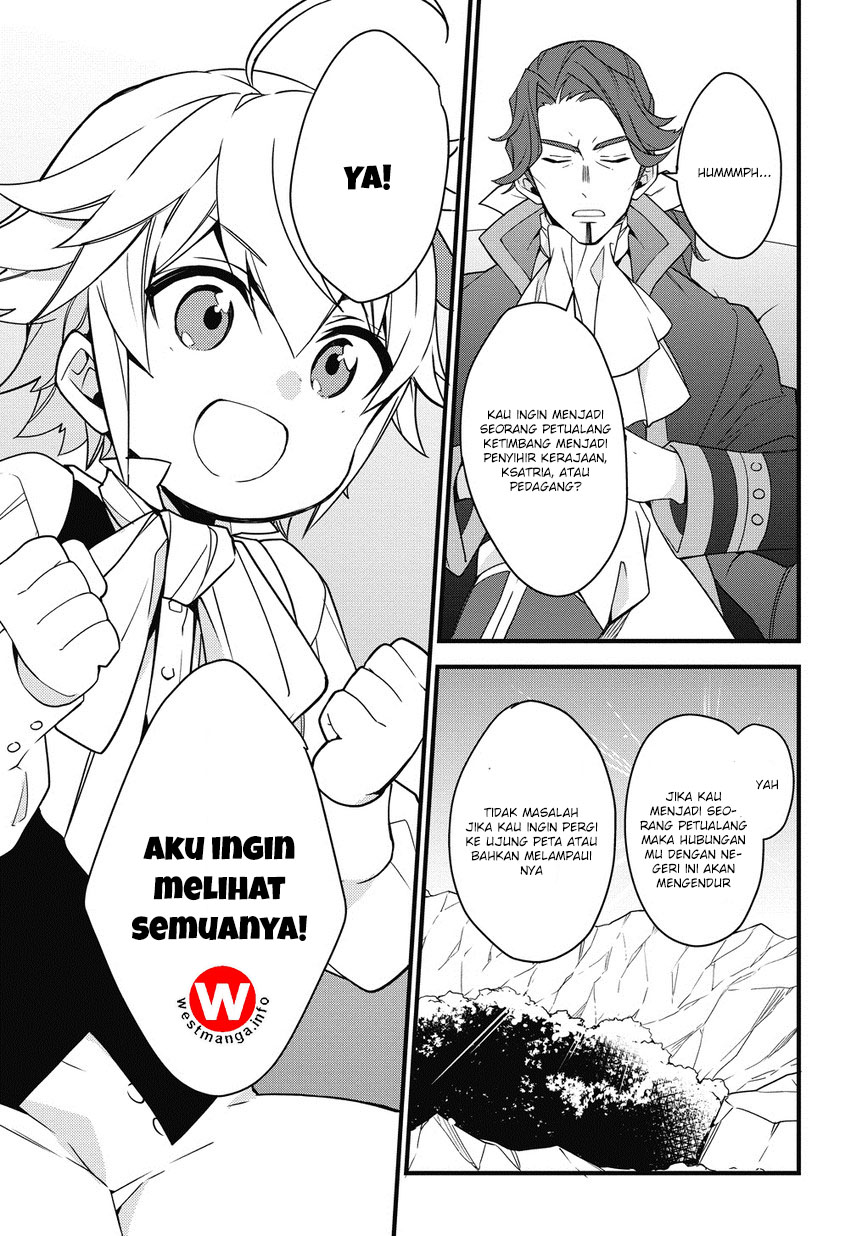 HUMMMPH...
KAU INGIN MENJADI
SEORANG PETUALANG
KETIMBANG MENJADI
PENYIHIR KERAJAAN,
KSATRIA, ATAU
PEDAGANG?
YAH
JIKA KAU
MENJADI SEO-
RANG PETUALANG
MAKA HUBUNGAN
MU DENGAN NE-
GERI INI AKAN
MENGENDUR
TIDAK MASALAH
JIKA KAU INGIN PERGI
KE UJUNG PETA ATAU
BAHKAN MELAMPAUI
NYA
YA!
AKU INGIN
MELIHAT
SEMUANYA!
W
westmanga.info